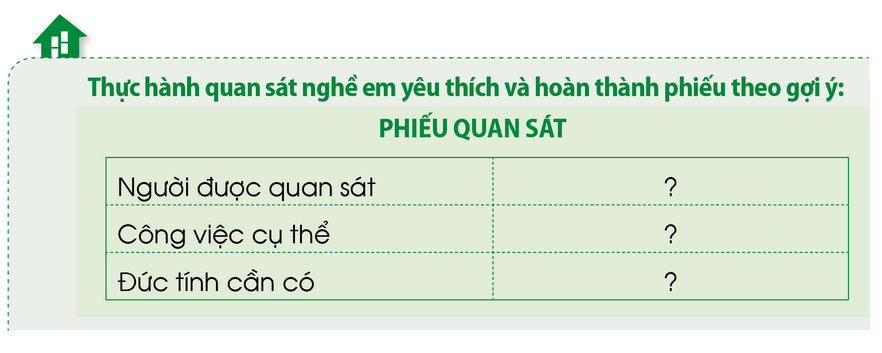 Thực hành quan sát nghề em yêu thích và hoàn thành phiếu theo gợi ý:
PHIẾU QUAN SÁT
Người được quan sát ?
Công việc cụ thể ?
Đức tính cần có ?